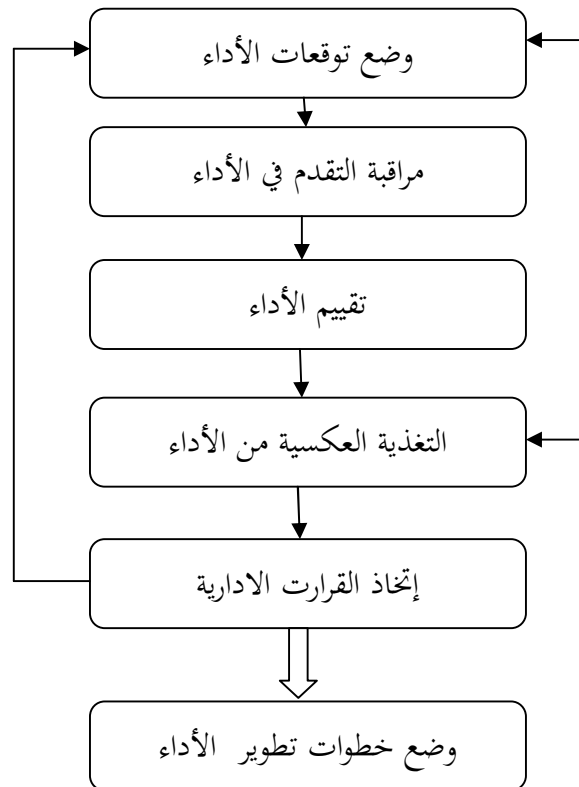 وضع توقعات الأداء
مراقبة التقدم في الأداء
تقييم الأداء
التغذية العكسية من الأداء
إتخاذ القرارت الادارية
وضع خطوات تطوير الأداء